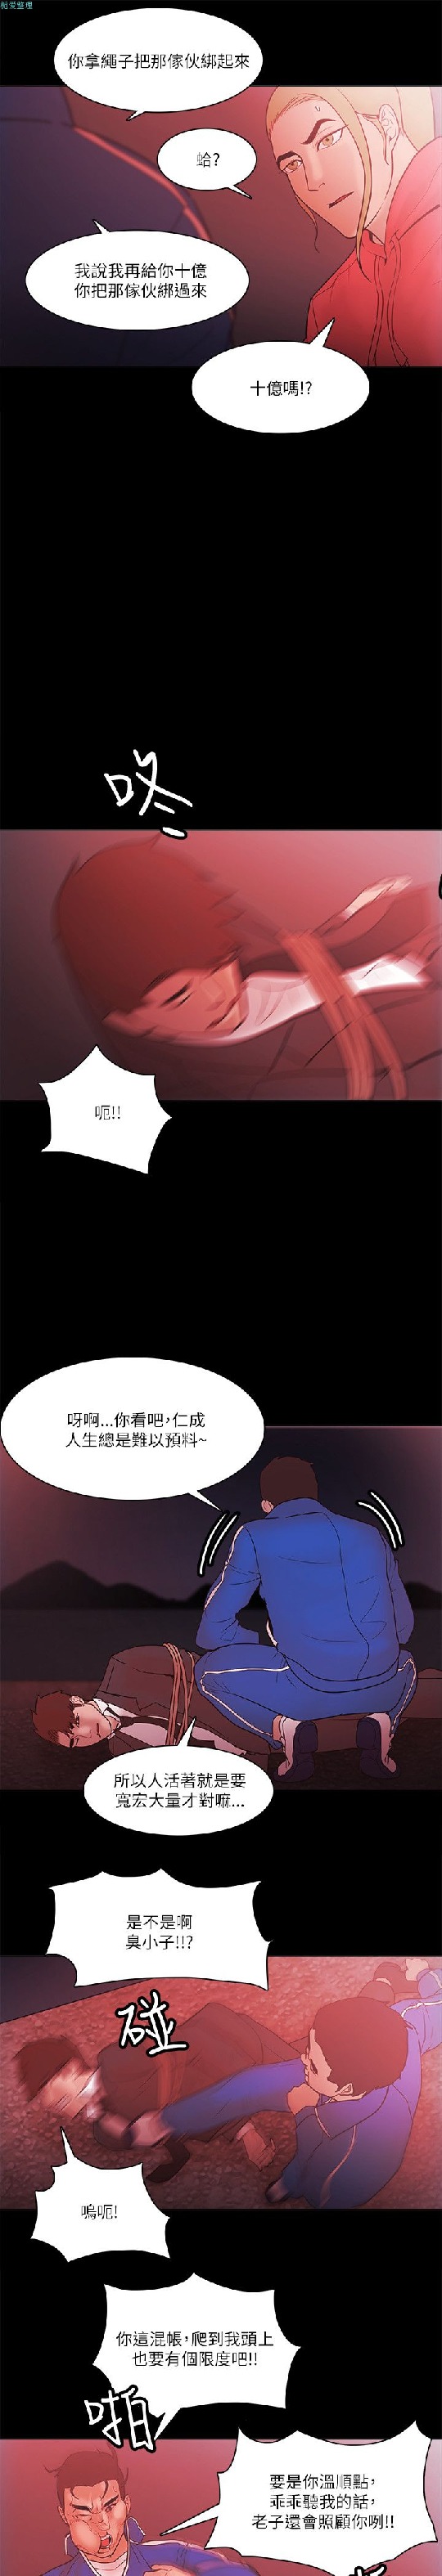 你拿繩子把那傢伙綁起來
蛤?
我說我再給你十億
你把那傢伙綁過來
十億嗎!?
咚
呃!!
呀啊...你看吧,仁成
人生總是難以預料~
所以人活著就是要
寬宏大量才對嘛...
是不是啊
臭小子!!?
碰
嗚呃!
你這混帳,爬到我頭上
也要有個限度吧!!
啪
要是你溫順點,
乖乖聽我的話,
老子還會照顧你咧!!